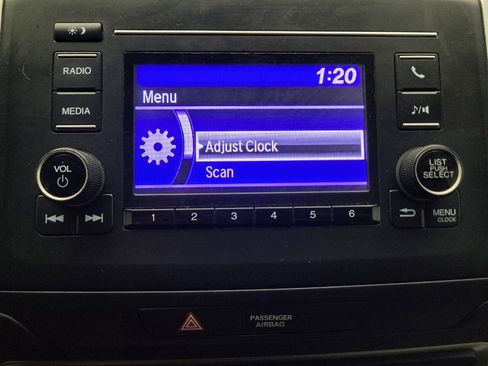 RADIO
MEDIA
VOL
1:20
Menu
Adjust Clock
Scan
1 2 3 4 5 6
LIST
PUSH
SELECT
MENU
CLOCK
PASSENGER
AIRBAG